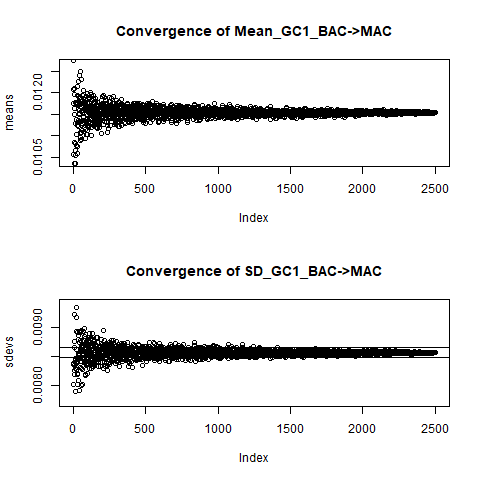 Convergence of Mean_GC1_BAC->MAC
means
0.0120
0.0105
0 500 1000 1500 2000 2500
Index
Convergence of SD_GC1_BAC->MAC
sdevs
0.0090
0.0080
0 500 1000 1500 2000 2500
Index